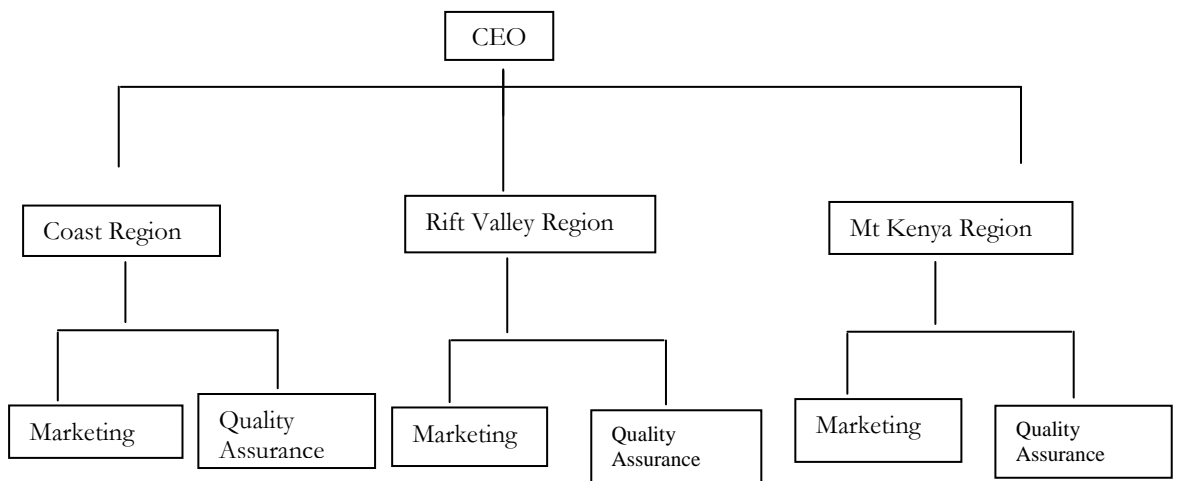 CEO
Coast Region
Rift Valley Region
Mt Kenya Region
Marketing
Quality
Assurance
Marketing
Quality
Assurance
Marketing
Quality
Assurance